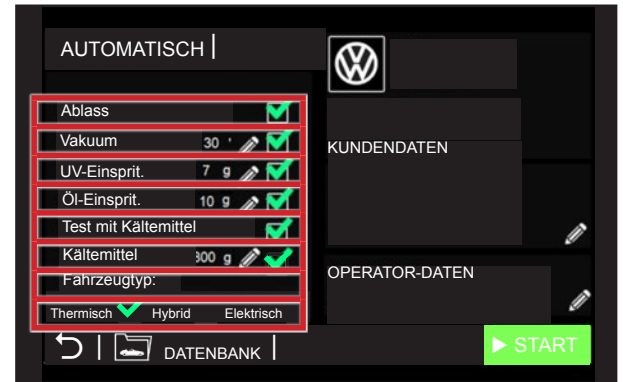 AUTOMATISCH
Ablass
Vakuum 30 '
UV-Einsprit. 7 g
Öl-Einsprit. 10 g
Test mit Kältemittel
Kältemittel g
Fahrzeugtyp:
Thermisch Hybrid Elektrisch
DATENBANK
KUNDENDATEN
OPERATOR-DATEN
START